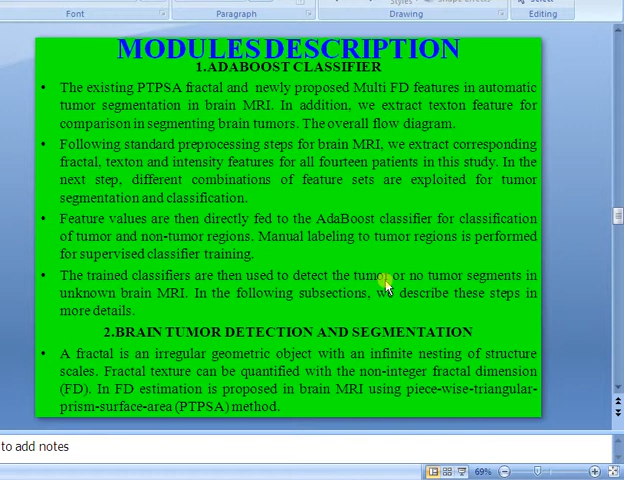 Font
Paragraph
Styles
Drawing
Editing
MODULES DESCRIPTION
1.ADABOOST CLASSIFIER
• The existing PTPSA fractal and newly proposed Multi FD features in automatic
tumor segmentation in brain MRI. In addition, we extract texton feature for
comparison in segmenting brain tumors. The overall flow diagram.
• Following standard preprocessing steps for brain MRI, we extract corresponding
fractal, texton and intensity features for all fourteen patients in this study. In the
next step, different combinations of feature sets are exploited for tumor
segmentation and classification.
• Feature values are then directly fed to the AdaBoost classifier for classification
of tumor and non-tumor regions. Manual labeling to tumor regions is performed
for supervised classifier training.
• The trained classifiers are then used to detect the tumor or no tumor segments in
unknown brain MRI. In the following subsections, we describe these steps in
more details.
2.BRAIN TUMOR DETECTION AND SEGMENTATION
• A fractal is an irregular geometric object with an infinite nesting of structure
scales. Fractal texture can be quantified with the non-integer fractal dimension
(FD). In FD estimation is proposed in brain MRI using piece-wise-triangular-
prism-surface-area (PTPSA) method.
to add notes
69%